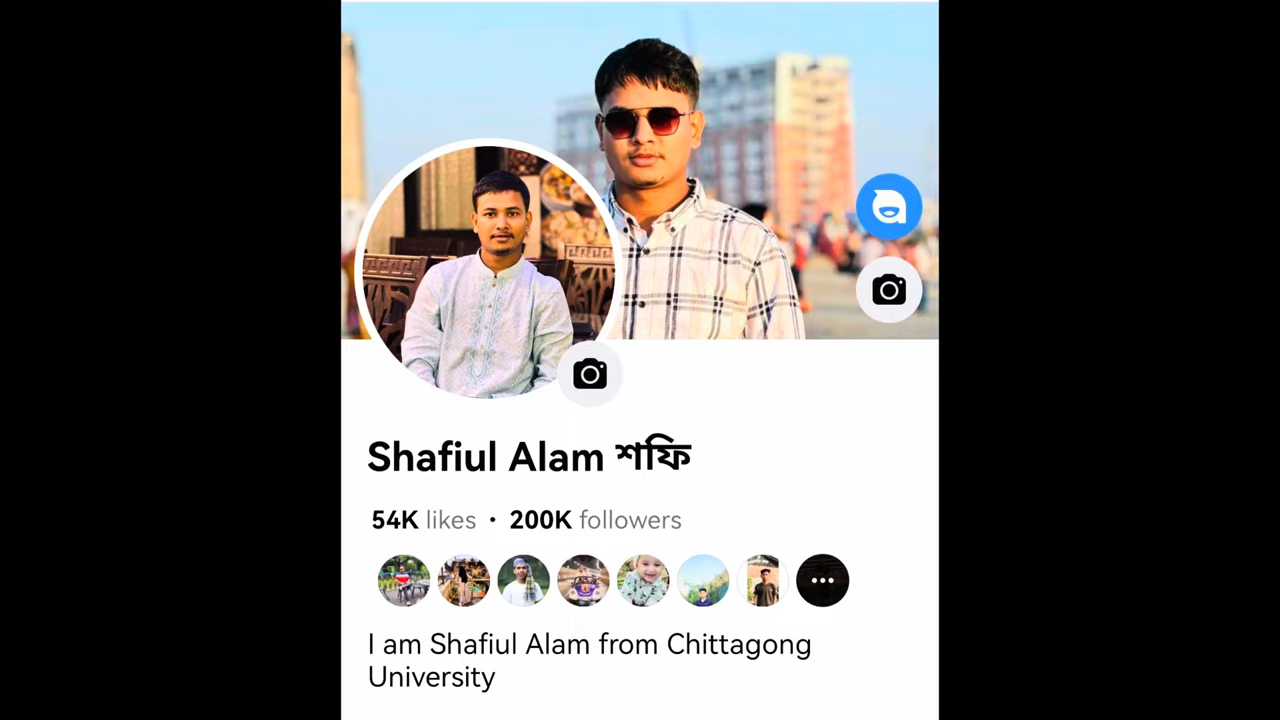 Shafiul Alam শফি
54K likes • 200K followers
I am Shafiul Alam from Chittagong
University